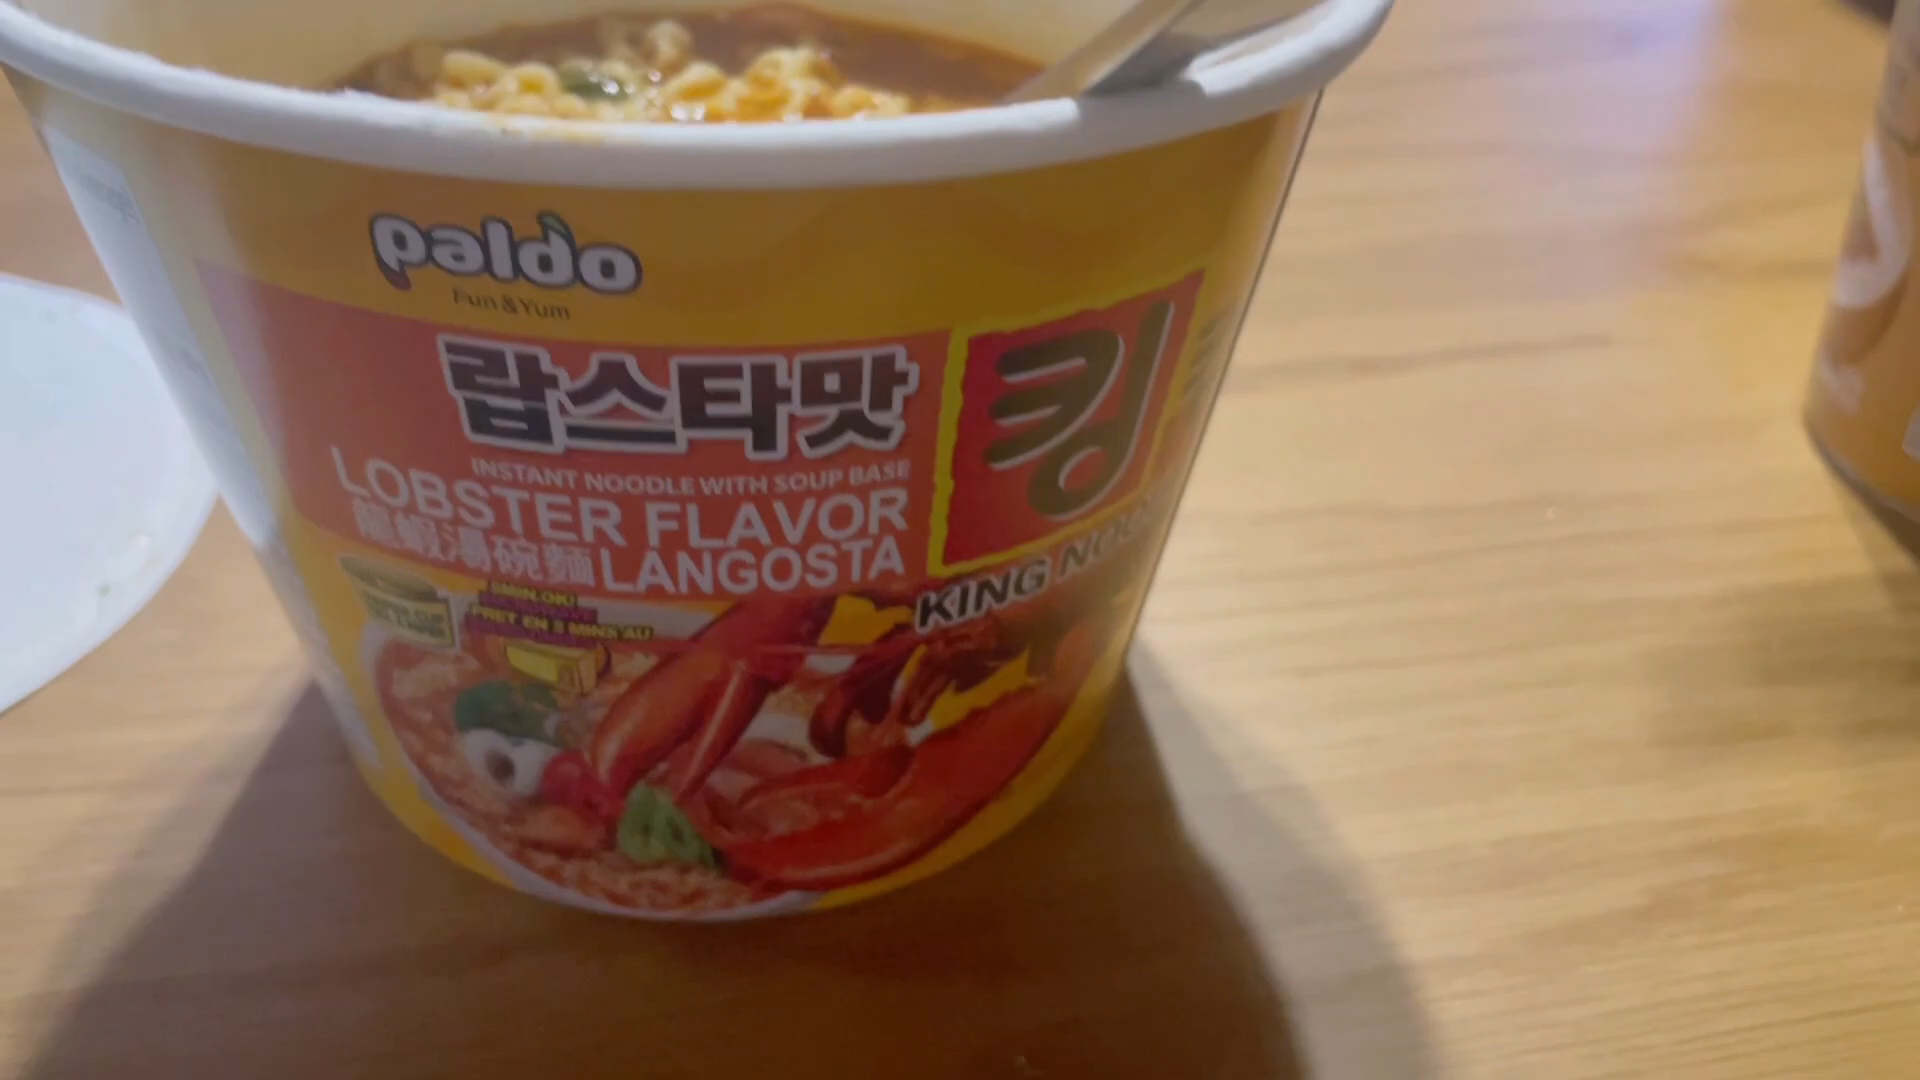 paldo
Fun & Yum
랍스타맛
킹
INSTANT NOODLE WITH SOUP BASE
LOBSTER FLAVOR
龍蝦湯碗麵 LANGOSTA
KING
PRET EN 3 MINS AU